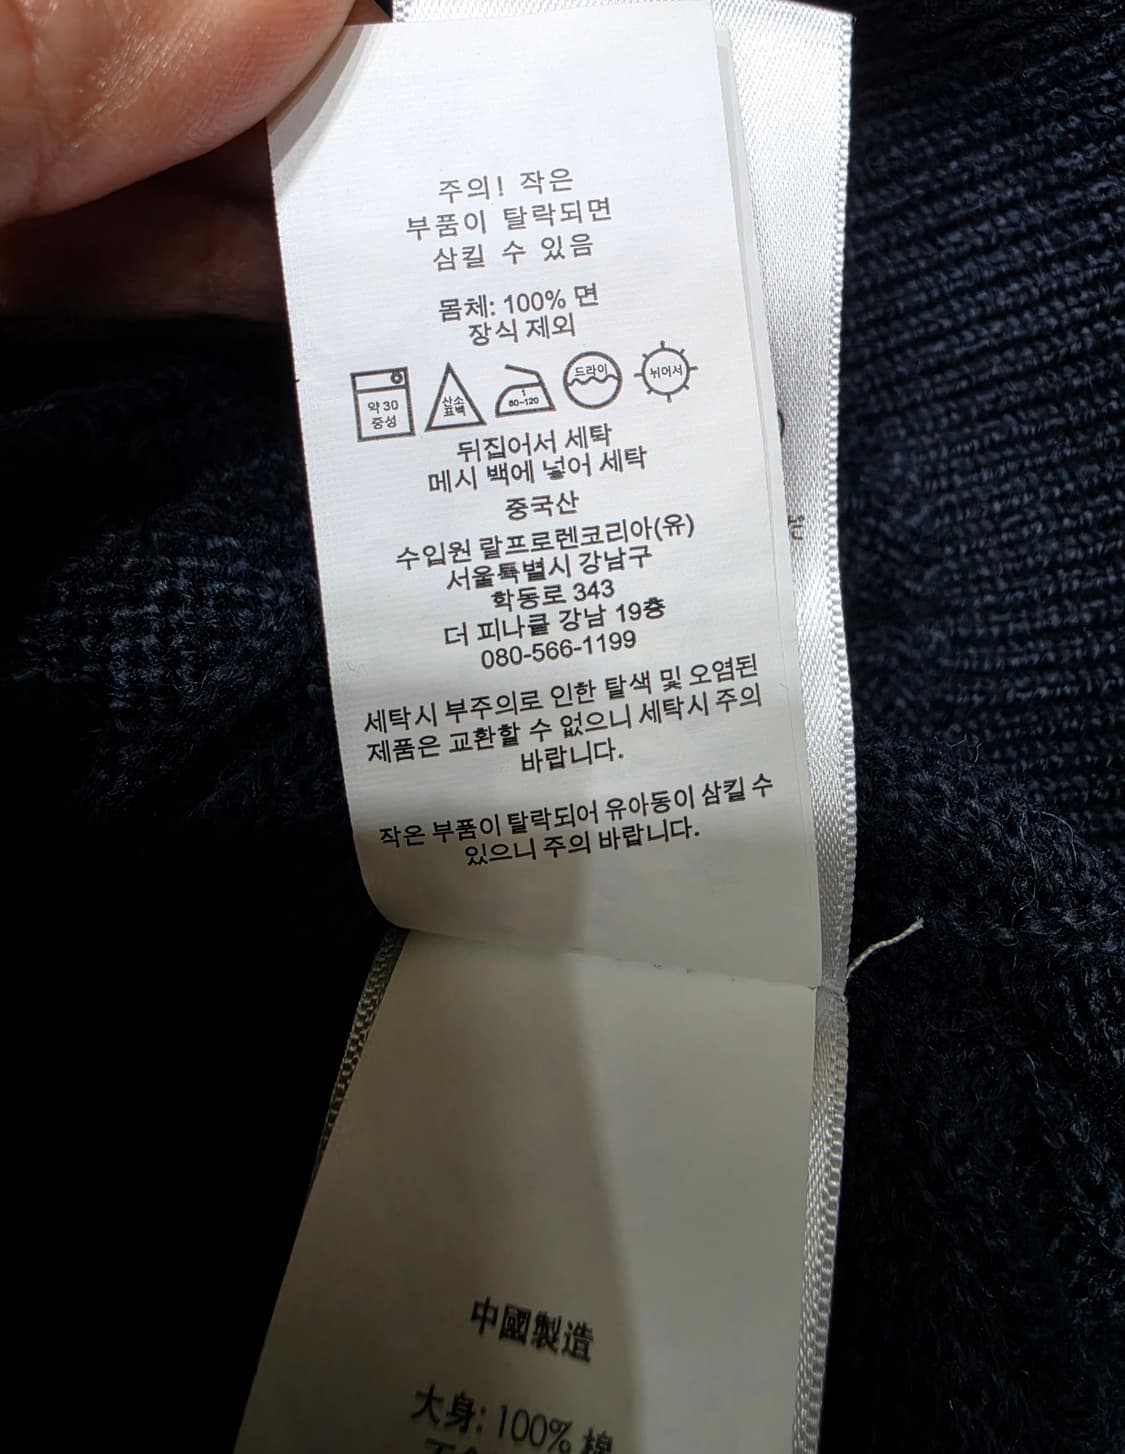 주의! 작은
부품이 탈락되면
삼킬 수 있음
몸체: 100% 면
장식 제외
약 30
중성
산소
표백
1
80~120
드라이
뉘어서
뒤집어서 세탁
메시 백에 넣어 세탁
중국산
수입원 랄프로렌코리아(유)
서울특별시 강남구
학동로 343
더 피나클 강남 19층
080-566-1199
세탁시 부주의로 인한 탈색 및 오염된
제품은 교환할 수 없으니 세탁시 주의
바랍니다.
작은 부품이 탈락되어 유아동이 삼킬 수
있으니 주의 바랍니다.
中國製造
大身: 100% 棉